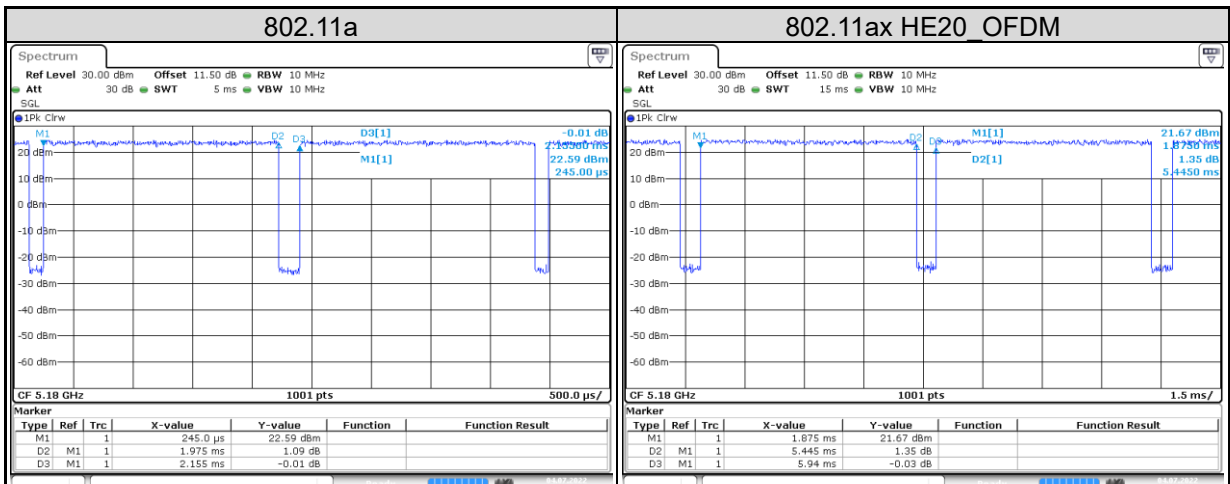 802.11a
802.11ax HE20_OFDM
Spectrum
Ref Level 30.00 dBm Offset 11.50 dB RBW 10 MHz
Att 30 dB SWT 5 ms VBW 10 MHz
SGL
1Pk Clrw
M1
D2
D3
D3[1] -0.01 dB
2.15500 ms
M1[1] 22.59 dBm
245.00 µs
20 dBm
10 dBm
0 dBm
-10 dBm
-20 dBm
-30 dBm
-40 dBm
-50 dBm
-60 dBm
CF 5.18 GHz 1001 pts 500.0 µs/
Marker
Type Ref Trc X-value Y-value Function Function Result
M1 1 245.0 µs 22.59 dBm
D2 M1 1 1.975 ms 1.09 dB
D3 M1 1 2.155 ms -0.01 dB
Spectrum
Ref Level 30.00 dBm Offset 11.50 dB RBW 10 MHz
Att 30 dB SWT 15 ms VBW 10 MHz
SGL
1Pk Clrw
M1
D2
D3
M1[1] 21.67 dBm
1.8750 ms
D2[1] 1.35 dB
5.4450 ms
20 dBm
10 dBm
0 dBm
-10 dBm
-20 dBm
-30 dBm
-40 dBm
-50 dBm
-60 dBm
CF 5.18 GHz 1001 pts 1.5 ms/
Marker
Type Ref Trc X-value Y-value Function Function Result
M1 1 1.875 ms 21.67 dBm
D2 M1 1 5.445 ms 1.35 dB
D3 M1 1 5.94 ms -0.03 dB